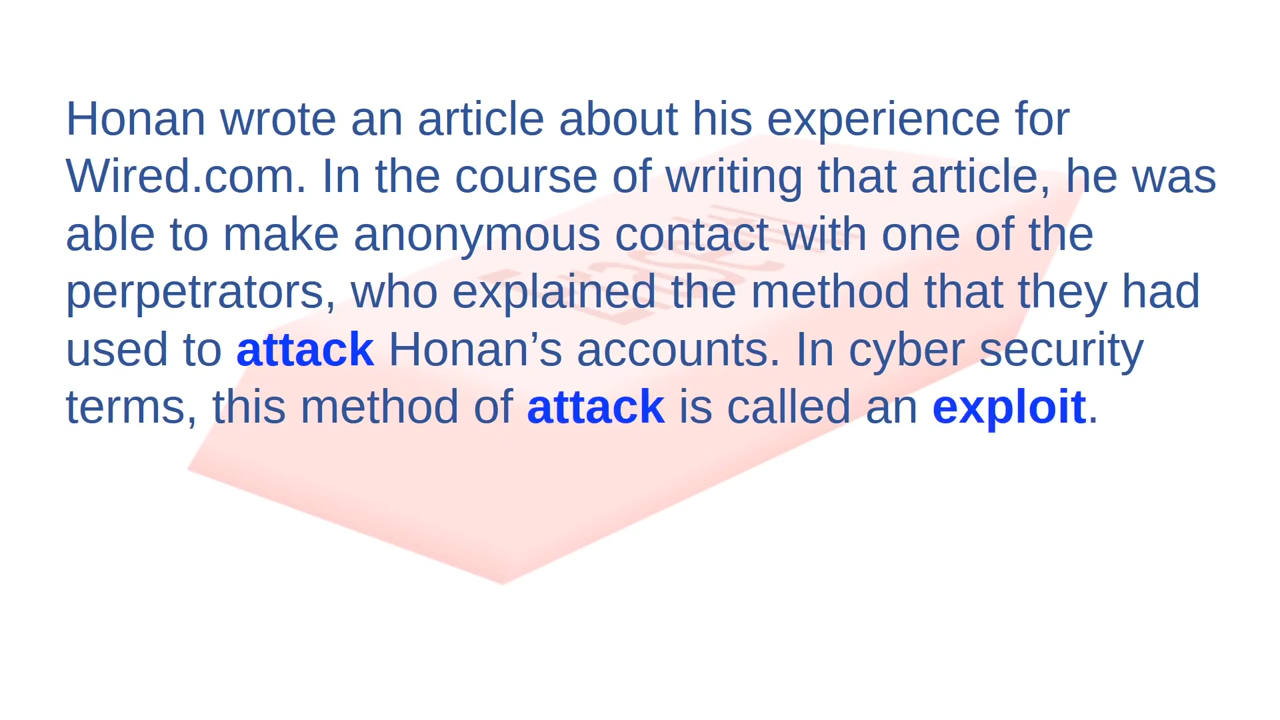 Honan wrote an article about his experience for
Wired.com. In the course of writing that article, he was
able to make anonymous contact with one of the
perpetrators, who explained the method that they had
used to attack Honan’s accounts. In cyber security
terms, this method of attack is called an exploit.